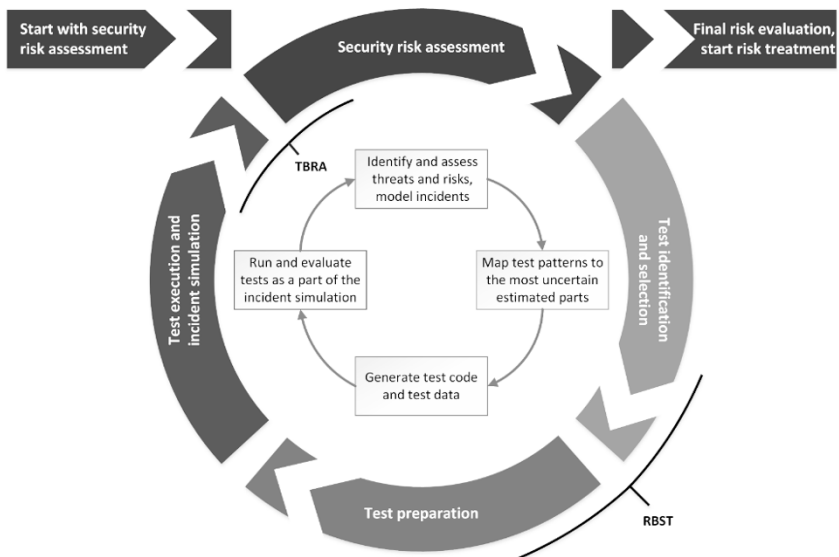 Start with security
risk assessment
Security risk assessment
Final risk evaluation,
start risk treatment
TBRA
Identify and assess
threats and risks,
model incidents
Test identification
and selection
Test execution and
incident simulation
Run and evaluate
tests as a part of the
incident simulation
Map test patterns to
the most uncertain
estimated parts
Generate test code
and test data
Test preparation
RBST